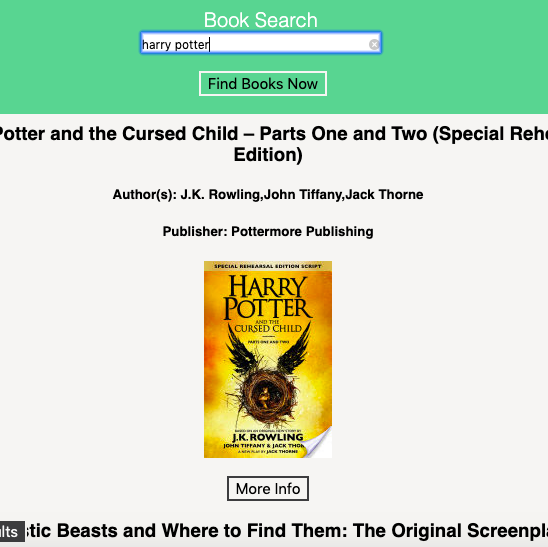 Book Search
harry potter
Find Books Now
Potter and the Cursed Child – Parts One and Two (Special Rehe
Edition)
Author(s): J.K. Rowling,John Tiffany,Jack Thorne
Publisher: Pottermore Publishing
SPECIAL REHEARSAL EDITION SCRIPT
HARRY
POTTER
AND THE
CURSED CHILD
PARTS ONE AND TWO
BASED ON AN ORIGINAL NEW STORY BY
J.K.ROWLING
JOHN TIFFANY & JACK THOR
A NEW PLAY BY JACK THORNE
More Info
ults stic Beasts and Where to Find Them: The Original Screenpla